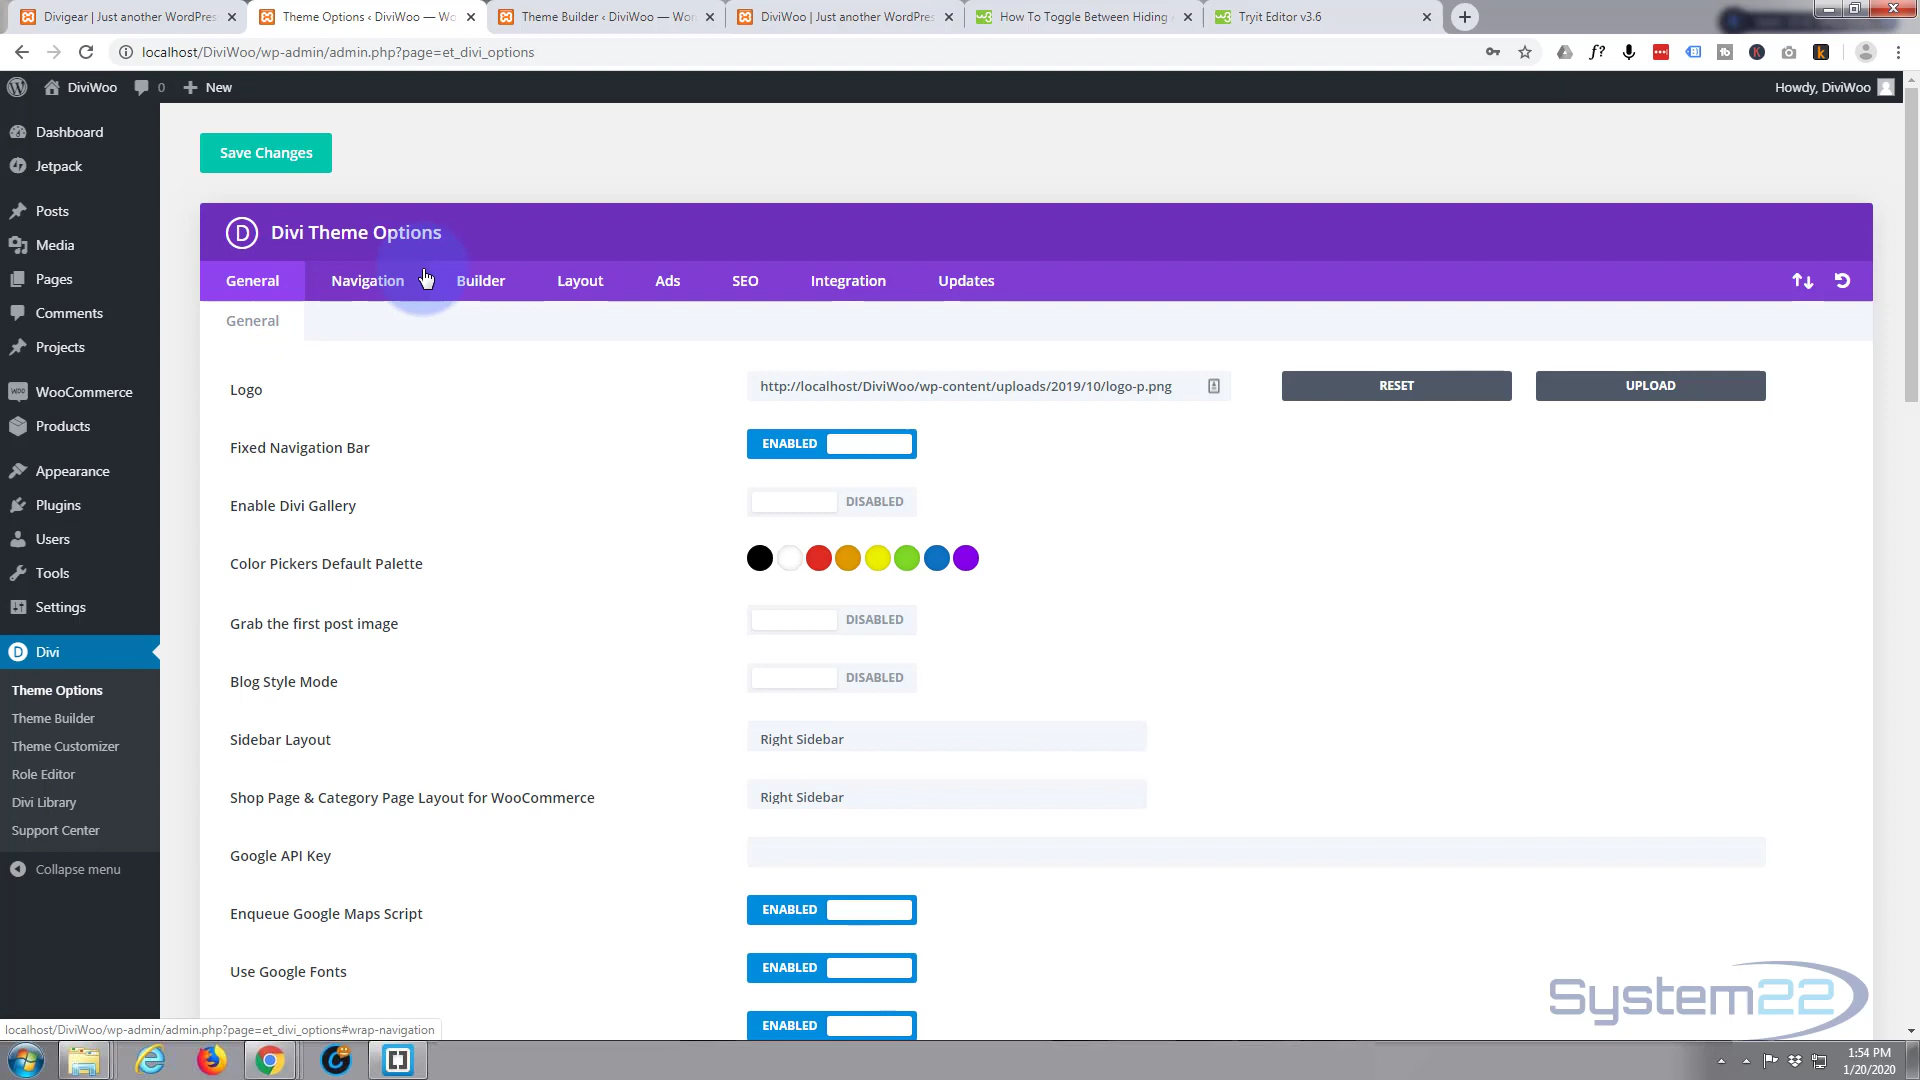 Divigear | Just another WordPres
Theme Options ‹ DiviWoo — Wo
Theme Builder ‹ DiviWoo — Wor
DiviWoo | Just another WordPres
How To Toggle Between Hiding
Tryit Editor v3.6
localhost/DiviWoo/wp-admin/admin.php?page=et_divi_options
DiviWoo
0
New
Howdy, DiviWoo
Dashboard
Jetpack
Posts
Media
Pages
Comments
Projects
WooCommerce
Products
Appearance
Plugins
Users
Tools
Settings
Divi
Theme Options
Theme Builder
Theme Customizer
Role Editor
Divi Library
Support Center
Collapse menu
Save Changes
Divi Theme Options
General Navigation Builder Layout Ads SEO Integration Updates
General
Logo http://localhost/DiviWoo/wp-content/uploads/2019/10/logo-p.png RESET UPLOAD
Fixed Navigation Bar ENABLED
Enable Divi Gallery DISABLED
Color Pickers Default Palette
Grab the first post image DISABLED
Blog Style Mode DISABLED
Sidebar Layout Right Sidebar
Shop Page & Category Page Layout for WooCommerce Right Sidebar
Google API Key
Enqueue Google Maps Script ENABLED
Use Google Fonts ENABLED
ENABLED
System22
localhost/DiviWoo/wp-admin/admin.php?page=et_divi_options#wrap-navigation
1:54 PM
1/20/2020